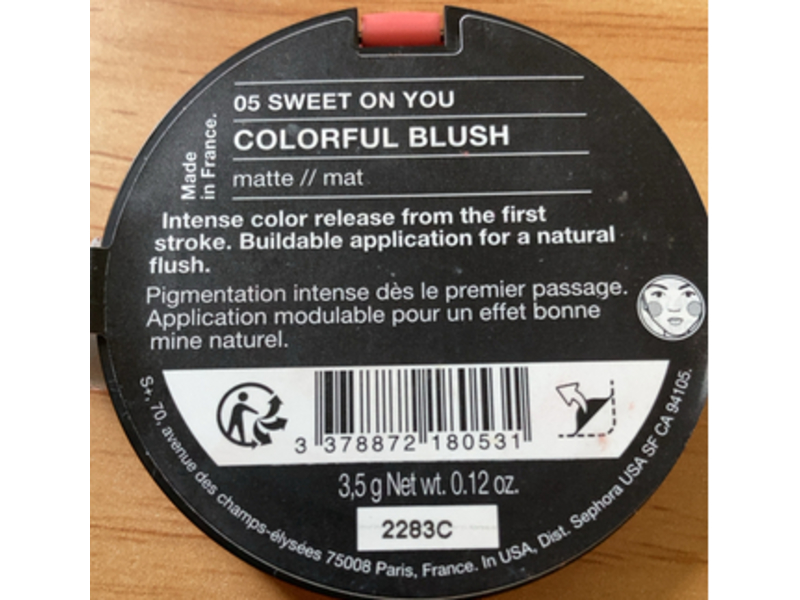 05 SWEET ON YOU
COLORFUL BLUSH
matte // mat
Made
in France.
Intense color release from the first
stroke. Buildable application for a natural
flush.
Pigmentation intense dès le premier passage.
Application modulable pour un effet bonne
mine naturel.
3 378872 180531
3,5 g Net wt. 0.12 oz.
2283C
S+, 70, avenue des champs-élysées 75008 Paris, France. In USA, Dist. Sephora USA SF CA 94105.